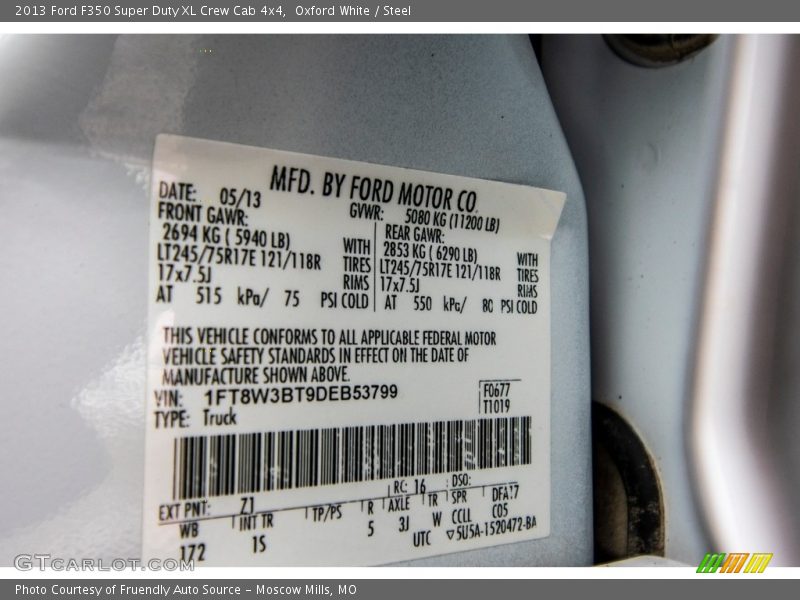 2013 Ford F350 Super Duty XL Crew Cab 4x4,  Oxford White / Steel
MFD. BY FORD MOTOR CO.
DATE: 05/13
GVWR: 5080 KG (11200 LB)
FRONT GAWR:
2694 KG ( 5940 LB)
LT245/75R17E 121/118R
17x7.5J
WITH
TIRES
RIMS
AT 515 kPa/ 75 PSI COLD
REAR GAWR:
2853 KG ( 6290 LB)
LT245/75R17E 121/118R
17x7.5J
WITH
TIRES
RIMS
AT 550 kPa/ 80 PSI COLD
THIS VEHICLE CONFORMS TO ALL APPLICABLE FEDERAL MOTOR
VEHICLE SAFETY STANDARDS IN EFFECT ON THE DATE OF
MANUFACTURE SHOWN ABOVE.
VIN: 1FT8W3BT9DEB53799
TYPE: Truck
F0677
T1019
EXT PNT: Z1 RC: 16 DSO:
WB INT TR TP/PS R AXLE TR SPR DFA17
172 1S 5 3J W CCLL C05
UTC ▽5U5A-1520472-BA
GTCARLOT.COM
Photo Courtesy of Fruendly Auto Source – Moscow Mills, MO